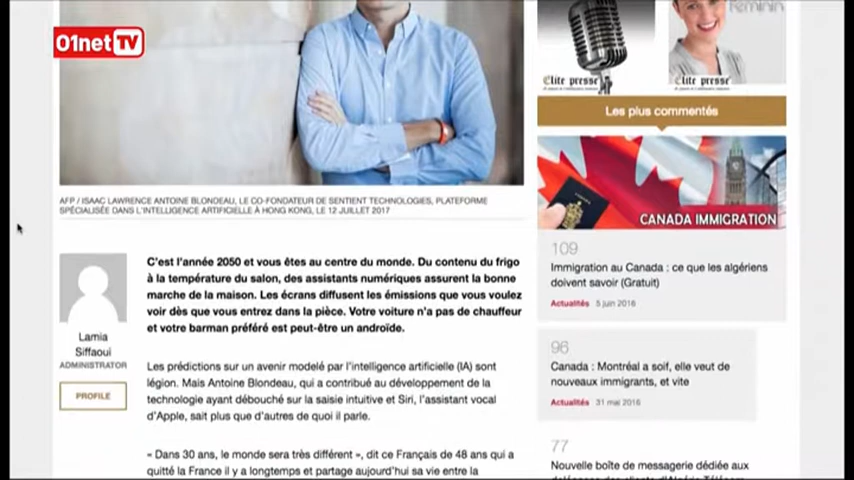 01net TV
AFP / ISAAC LAWRENCE ANTOINE BLONDEAU, LE CO-FONDATEUR DE SENTIENT TECHNOLOGIES, PLATEFORME
SPÉCIALISÉE DANS L'INTELLIGENCE ARTIFICIELLE À HONG KONG, LE 12 JUILLET 2017
Lamia
Siffaoui
ADMINISTRATOR
PROFILE
C'est l'année 2050 et vous êtes au centre du monde. Du contenu du frigo
à la température du salon, des assistants numériques assurent la bonne
marche de la maison. Les écrans diffusent les émissions que vous voulez
voir dès que vous entrez dans la pièce. Votre voiture n'a pas de chauffeur
et votre barman préféré est peut-être un androïde.
Les prédictions sur un avenir modelé par l'intelligence artificielle (IA) sont
légion. Mais Antoine Blondeau, qui a contribué au développement de la
technologie ayant débouché sur la saisie intuitive et Siri, l'assistant vocal
d'Apple, sait plus que d'autres de quoi il parle.
« Dans 30 ans, le monde sera très différent », dit ce Français de 48 ans qui a
quitté la France il y a longtemps et partage aujourd'hui sa vie entre la
féminin
Elite presse
Elite presse
Les plus commentés
CANADA IMMIGRATION
109
Immigration au Canada : ce que les algériens
doivent savoir (Gratuit)
Actualités 5 juin 2016
96
Canada : Montréal a soif, elle veut de
nouveaux immigrants, et vite
Actualités 31 mai 2016
77
Nouvelle boîte de messagerie dédiée aux